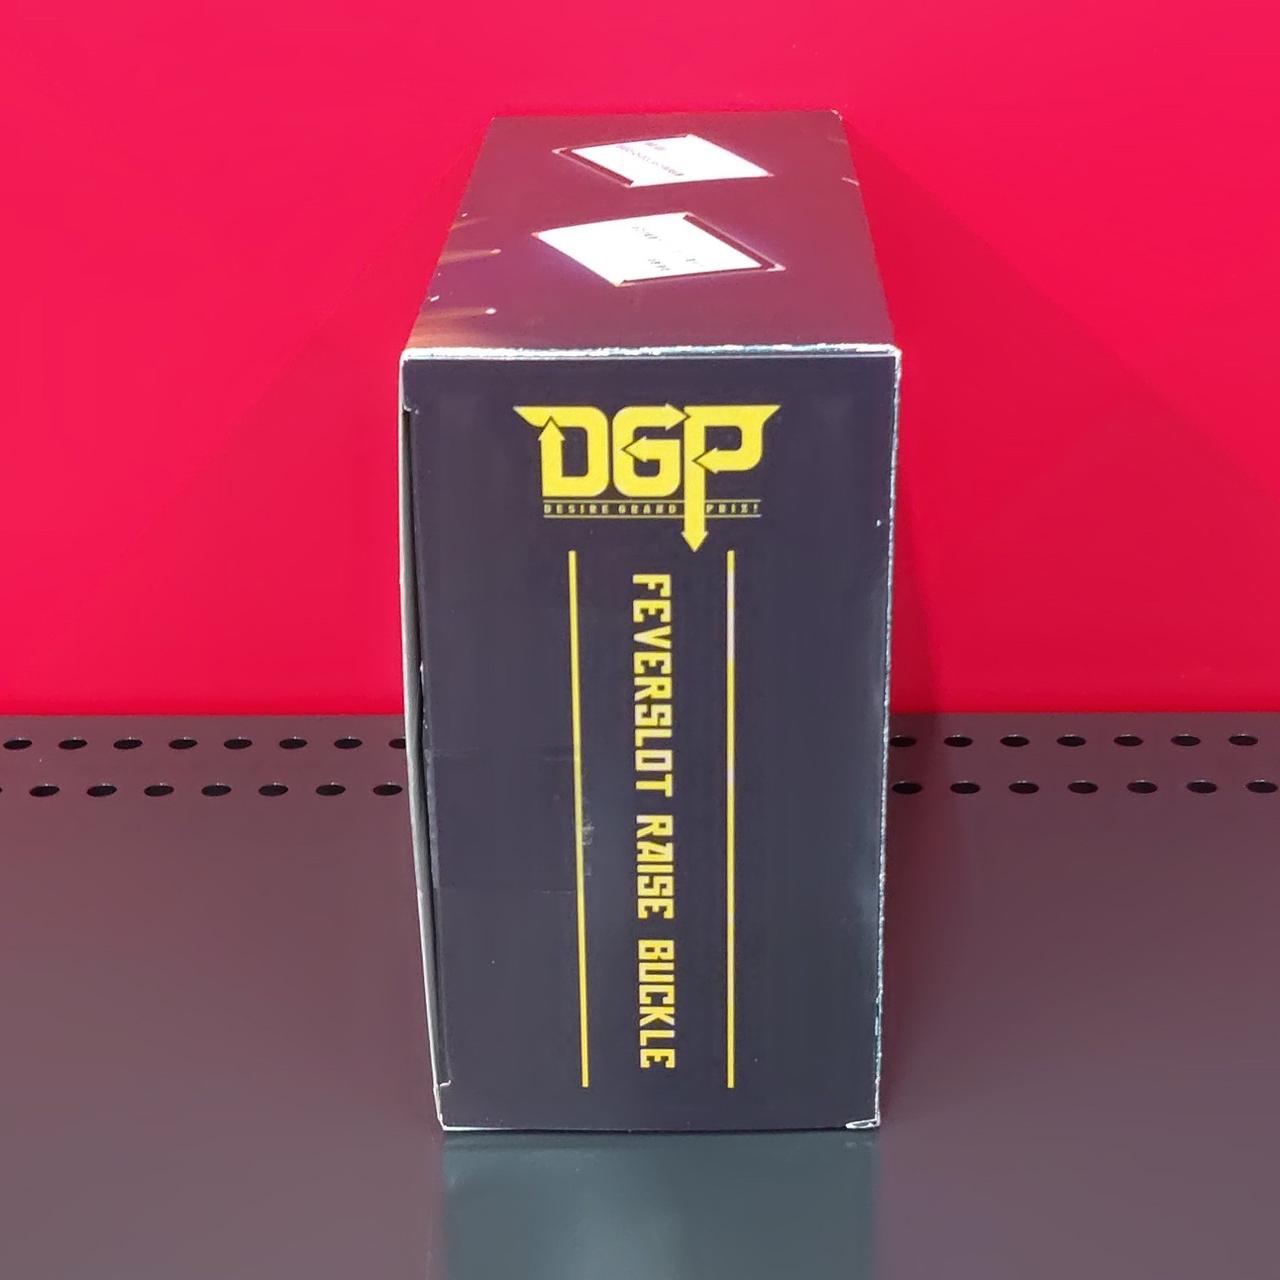 DGP
DESIRE GRAND PRIX!
FEVERSLOT RAISE BUCKLE